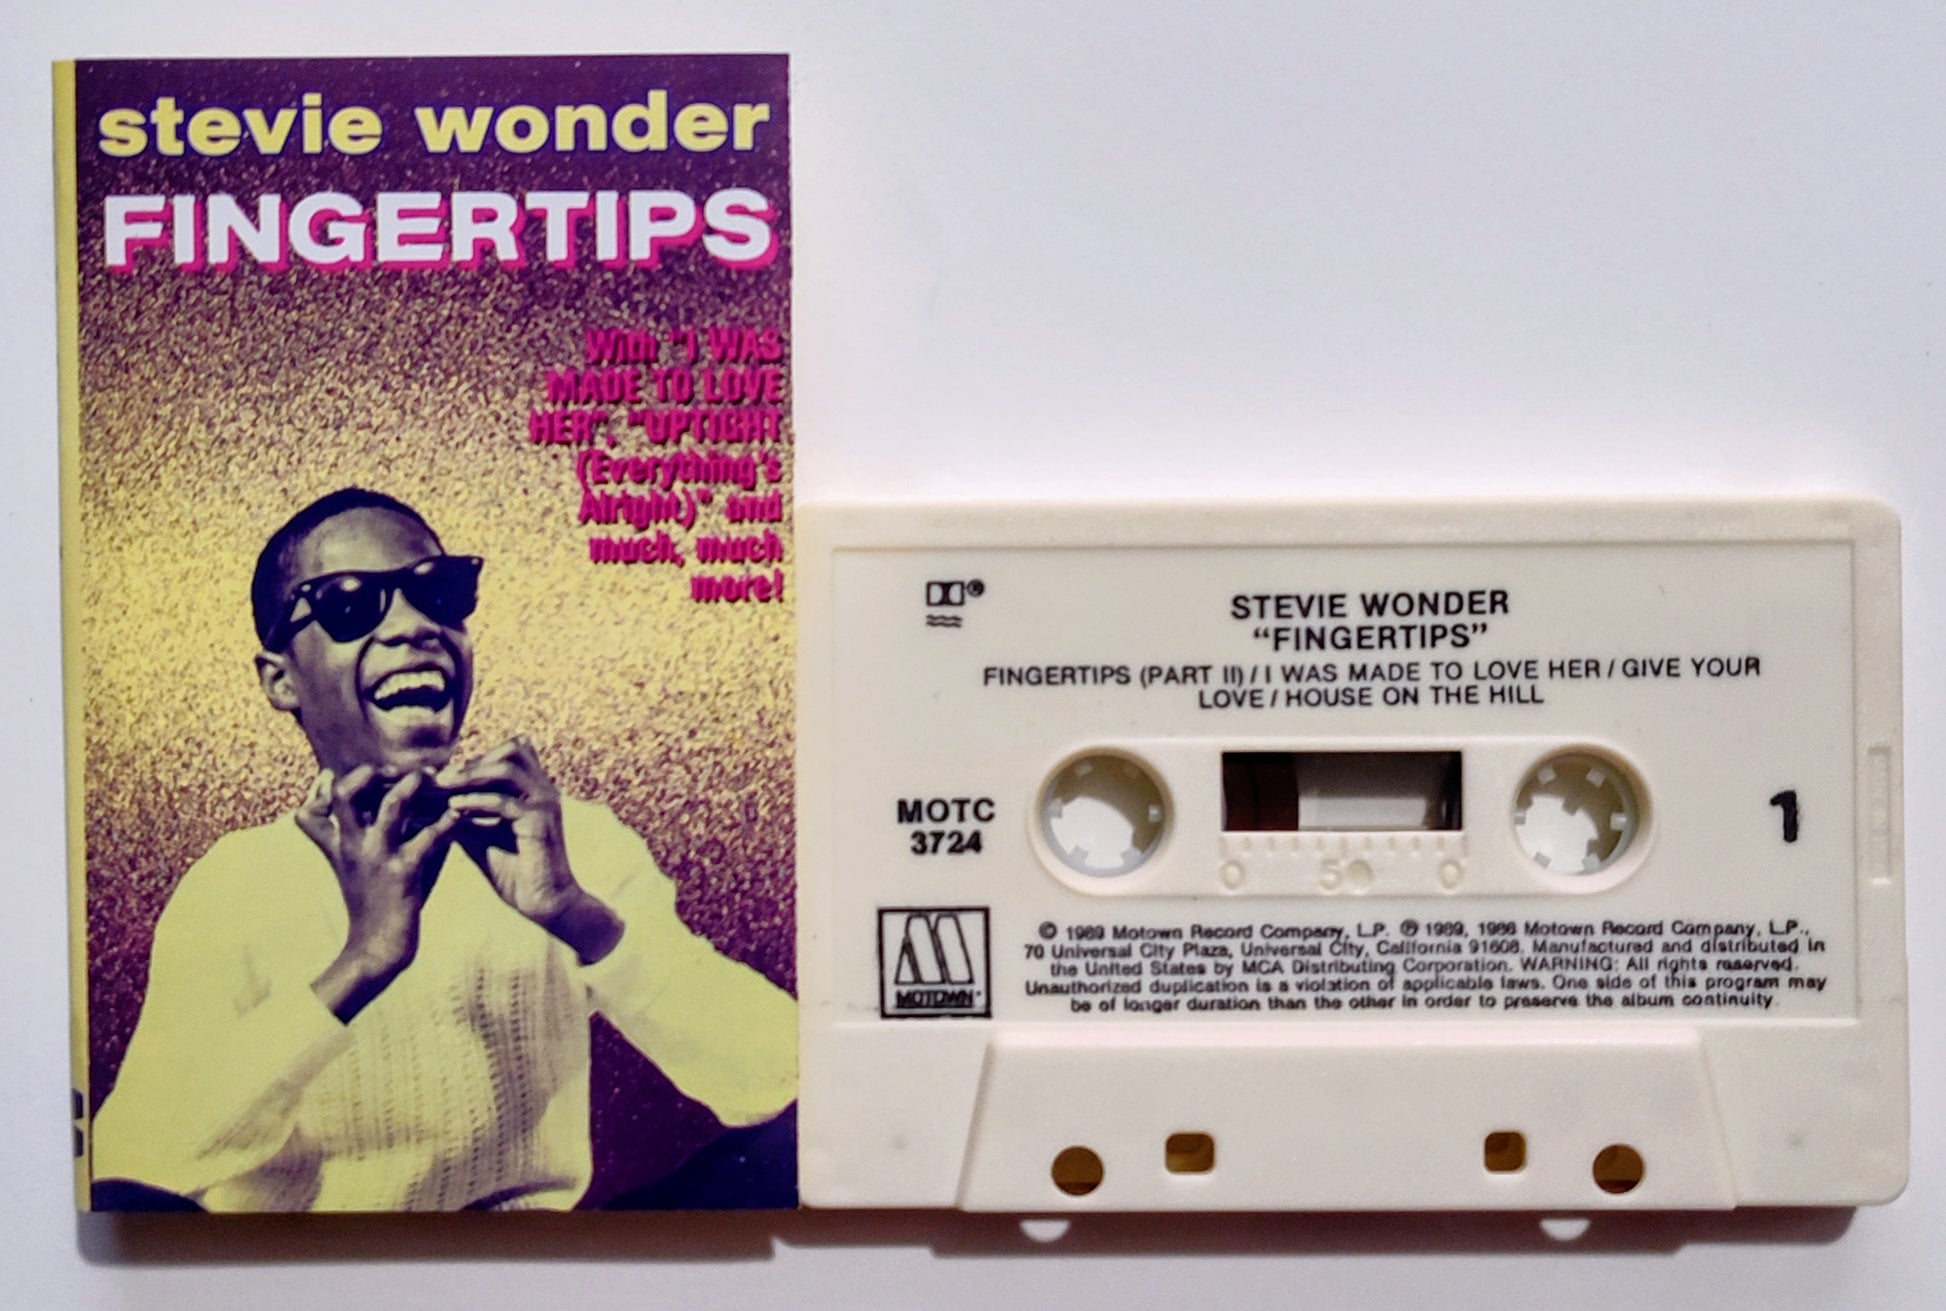 stevie wonder
FINGERTIPS
With "I WAS
MADE TO LOVE
HER", "UPTIGHT
(Everything's
Alright)" and
much, much
more!
STEVIE WONDER
“FINGERTIPS”
FINGERTIPS (PART II) / I WAS MADE TO LOVE HER / GIVE YOUR
LOVE / HOUSE ON THE HILL
MOTC
3724
1
0 50 0
MOTOWN
© 1989 Motown Record Company, L.P. ℗ 1989, 1986 Motown Record Company, L.P.,
70 Universal City Plaza, Universal City, California 91608. Manufactured and distributed in
the United States by MCA Distributing Corporation. WARNING: All rights reserved.
Unauthorized duplication is a violation of applicable laws. One side of this program may
be of longer duration than the other in order to preserve the album continuity.